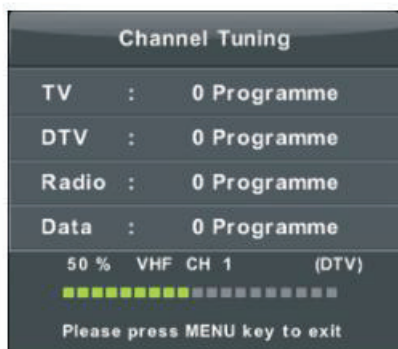 Channel Tuning
TV : 0 Programme
DTV : 0 Programme
Radio : 0 Programme
Data : 0 Programme
50 % VHF CH 1 (DTV)
Please press MENU key to exit